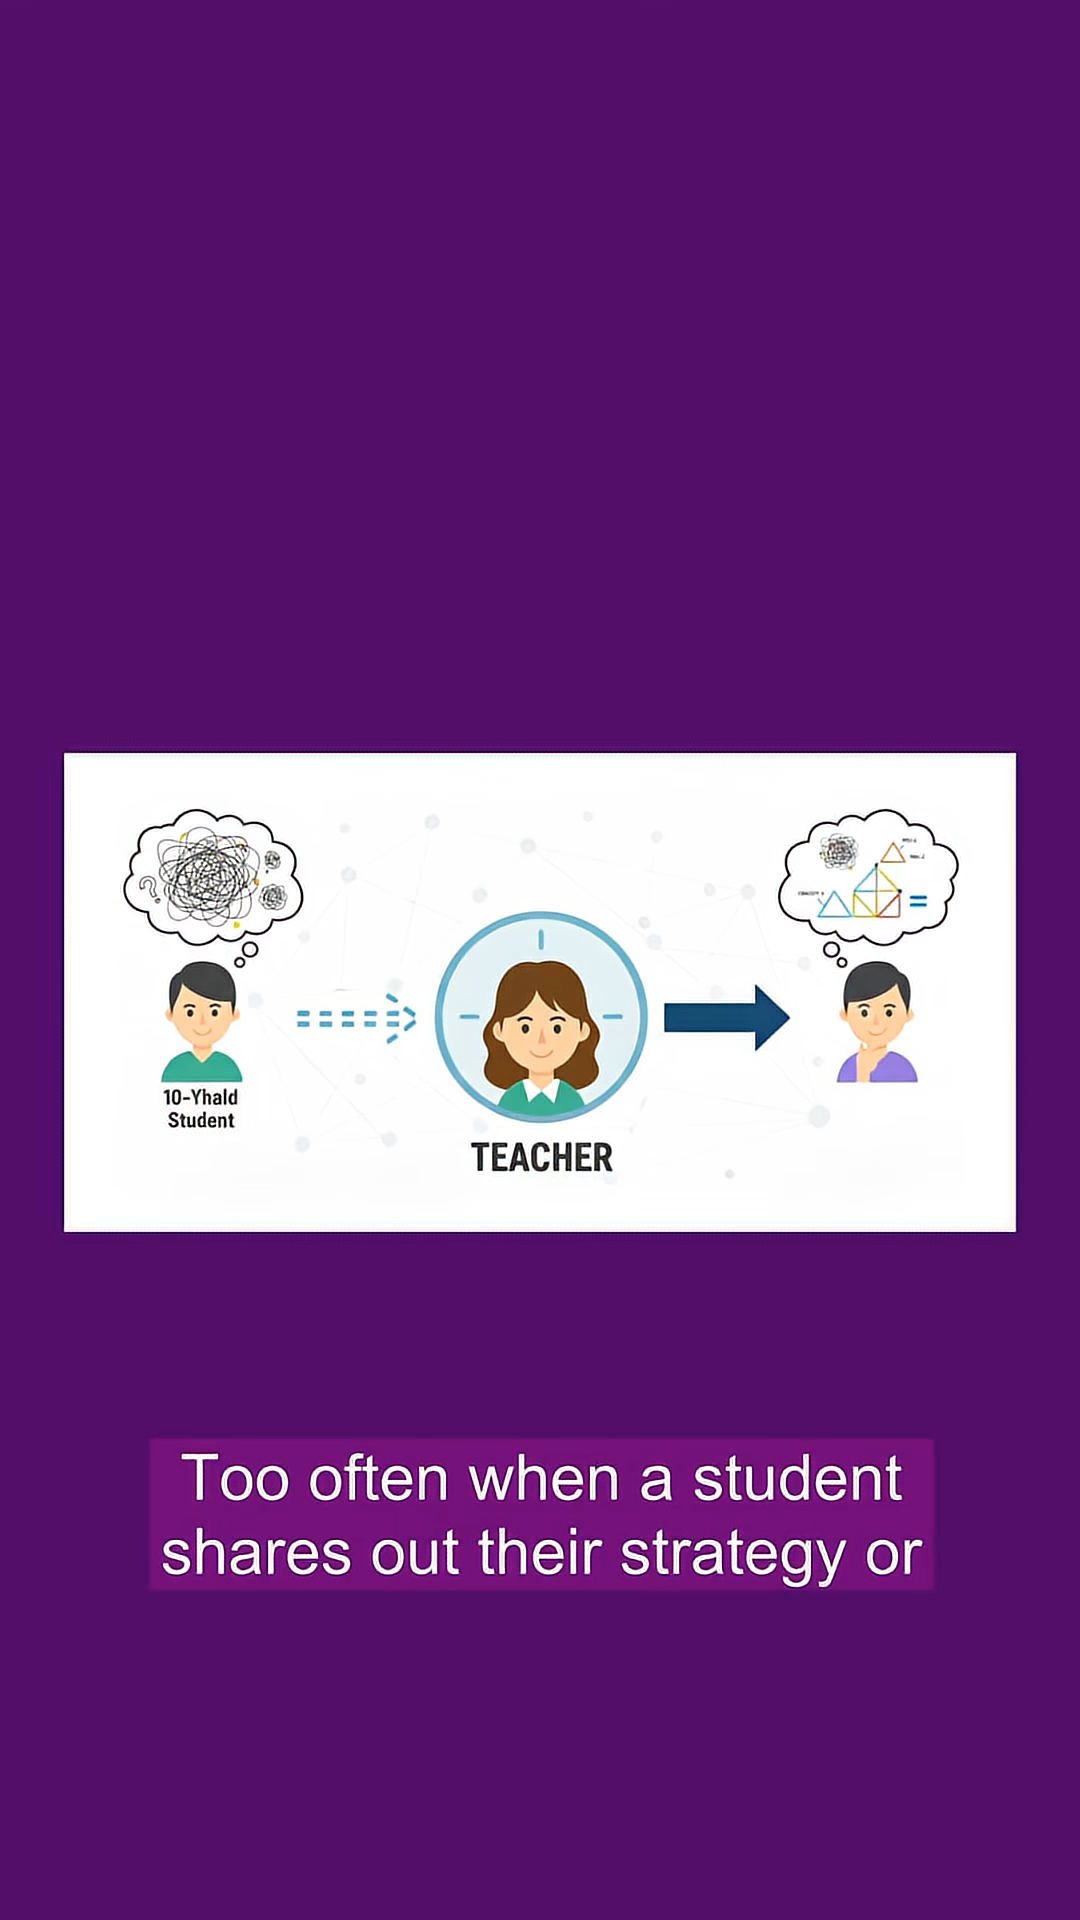 10-Yhald
Student
TEACHER
Too often when a student
shares out their strategy or